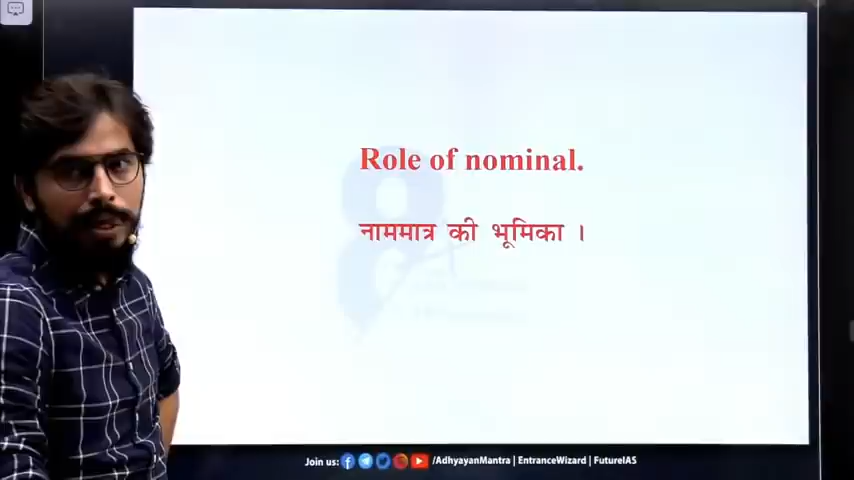 Role of nominal.
नाममात्र की भूमिका ।
Join us: /AdhyayanMantra | EntranceWizard | FutureIAS